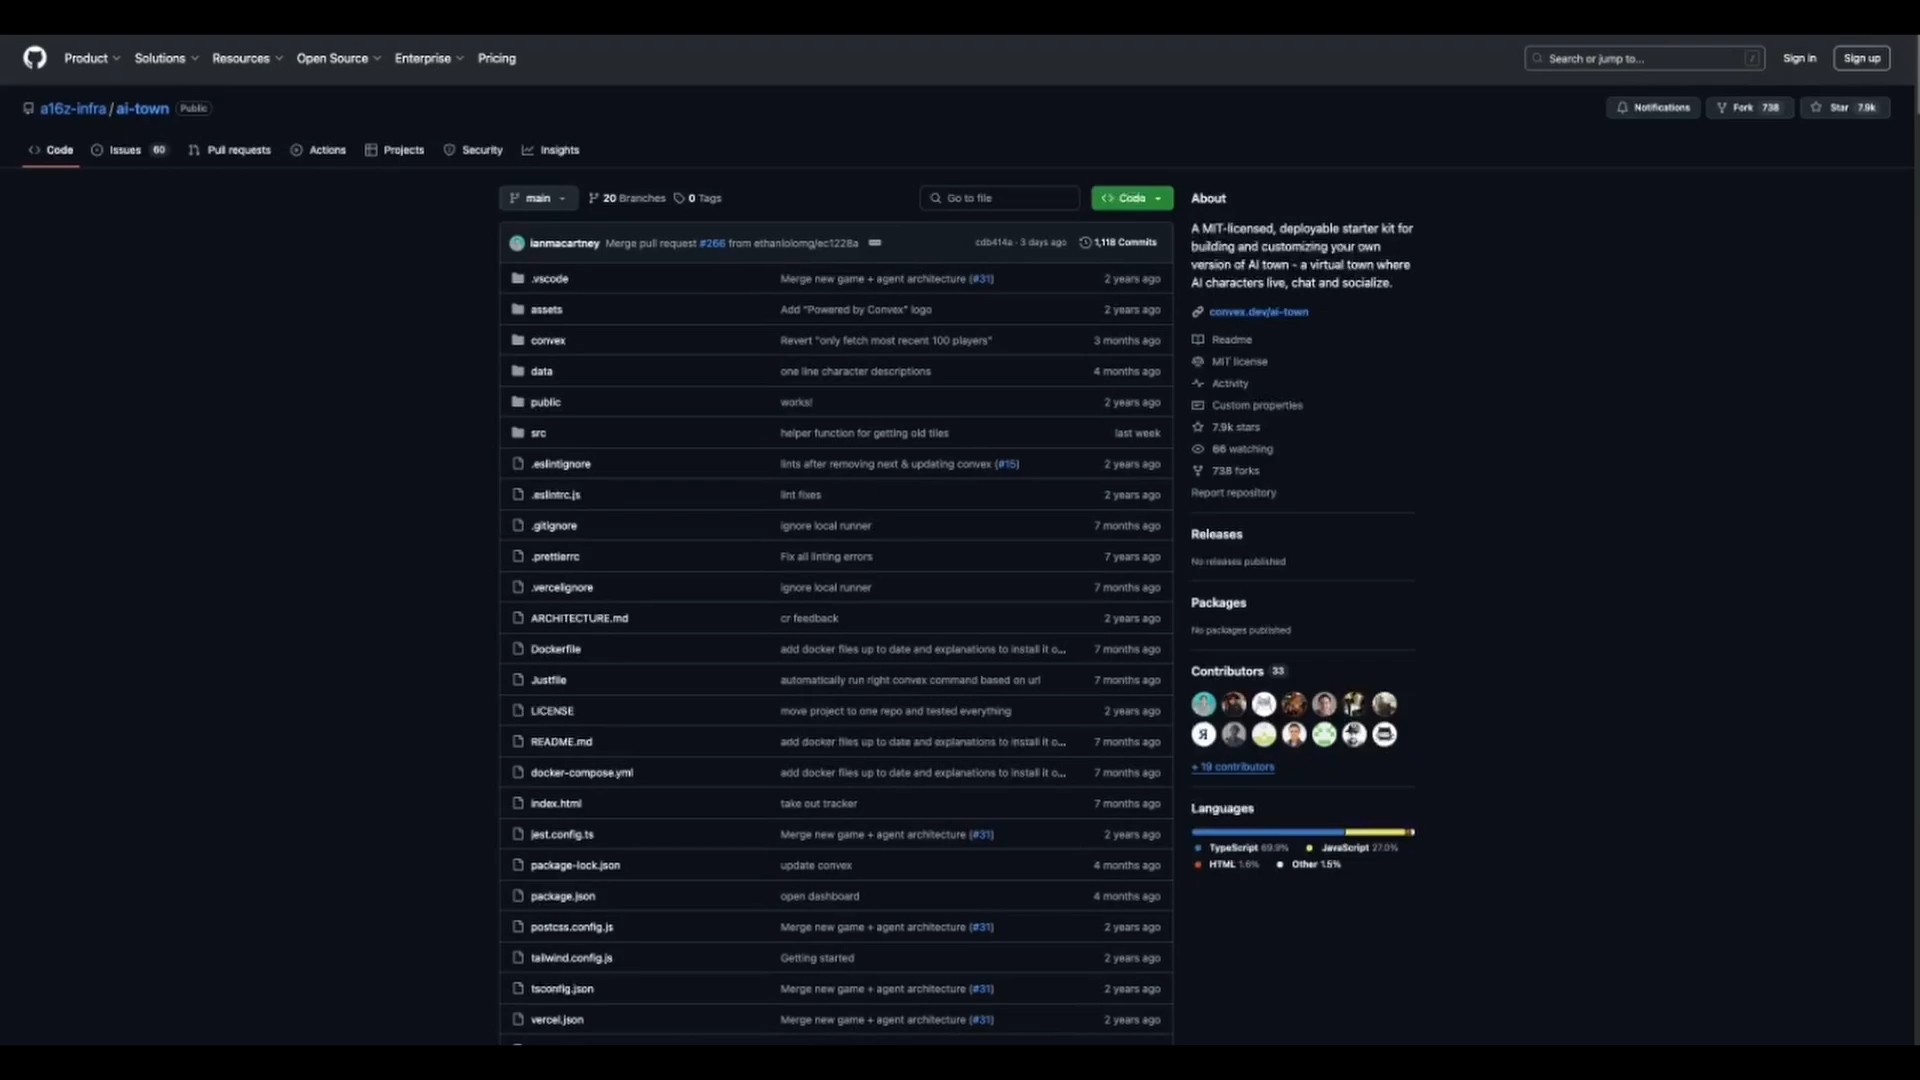 Product Solutions Resources Open Source Enterprise Pricing
Search or jump to... /
Sign in
Sign up
a16z-infra / ai-town Public
Notifications
Fork 738
Star 7.9k
Code
Issues 60
Pull requests
Actions
Projects
Security
Insights
main
20 Branches
0 Tags
Go to file
Code
ianmacartney Merge pull request #266 from ethanlolomg/ec1228a
cdb414a · 3 days ago
1,118 Commits
.vscode Merge new game + agent architecture (#31) 2 years ago
assets Add "Powered by Convex" logo 2 years ago
convex Revert "only fetch most recent 100 players" 3 months ago
data one line character descriptions 4 months ago
public works! 2 years ago
src helper function for getting old tiles last week
.eslintignore lints after removing next & updating convex (#15) 2 years ago
.eslintrc.js lint fixes 2 years ago
.gitignore ignore local runner 7 months ago
.prettierrc Fix all linting errors 7 years ago
.vercelignore ignore local runner 7 months ago
ARCHITECTURE.md cr feedback 2 years ago
Dockerfile add docker files up to date and explanations to install it o... 7 months ago
Justfile automatically run right convex command based on url 7 months ago
LICENSE move project to one repo and tested everything 2 years ago
README.md add docker files up to date and explanations to install it o... 7 months ago
docker-compose.yml add docker files up to date and explanations to install it o... 7 months ago
index.html take out tracker 7 months ago
jest.config.ts Merge new game + agent architecture (#31) 2 years ago
package-lock.json update convex 4 months ago
package.json open dashboard 4 months ago
postcss.config.js Merge new game + agent architecture (#31) 2 years ago
tailwind.config.js Getting started 2 years ago
tsconfig.json Merge new game + agent architecture (#31) 2 years ago
vercel.json Merge new game + agent architecture (#31) 2 years ago
About
A MIT-licensed, deployable starter kit for
building and customizing your own
version of AI town - a virtual town where
AI characters live, chat and socialize.
convex.dev/ai-town
Readme
MIT license
Activity
Custom properties
7.9k stars
66 watching
738 forks
Report repository
Releases
No releases published
Packages
No packages published
Contributors 33
Я
+ 19 contributors
Languages
TypeScript 69.9% JavaScript 27.0%
HTML 1.6% Other 1.5%